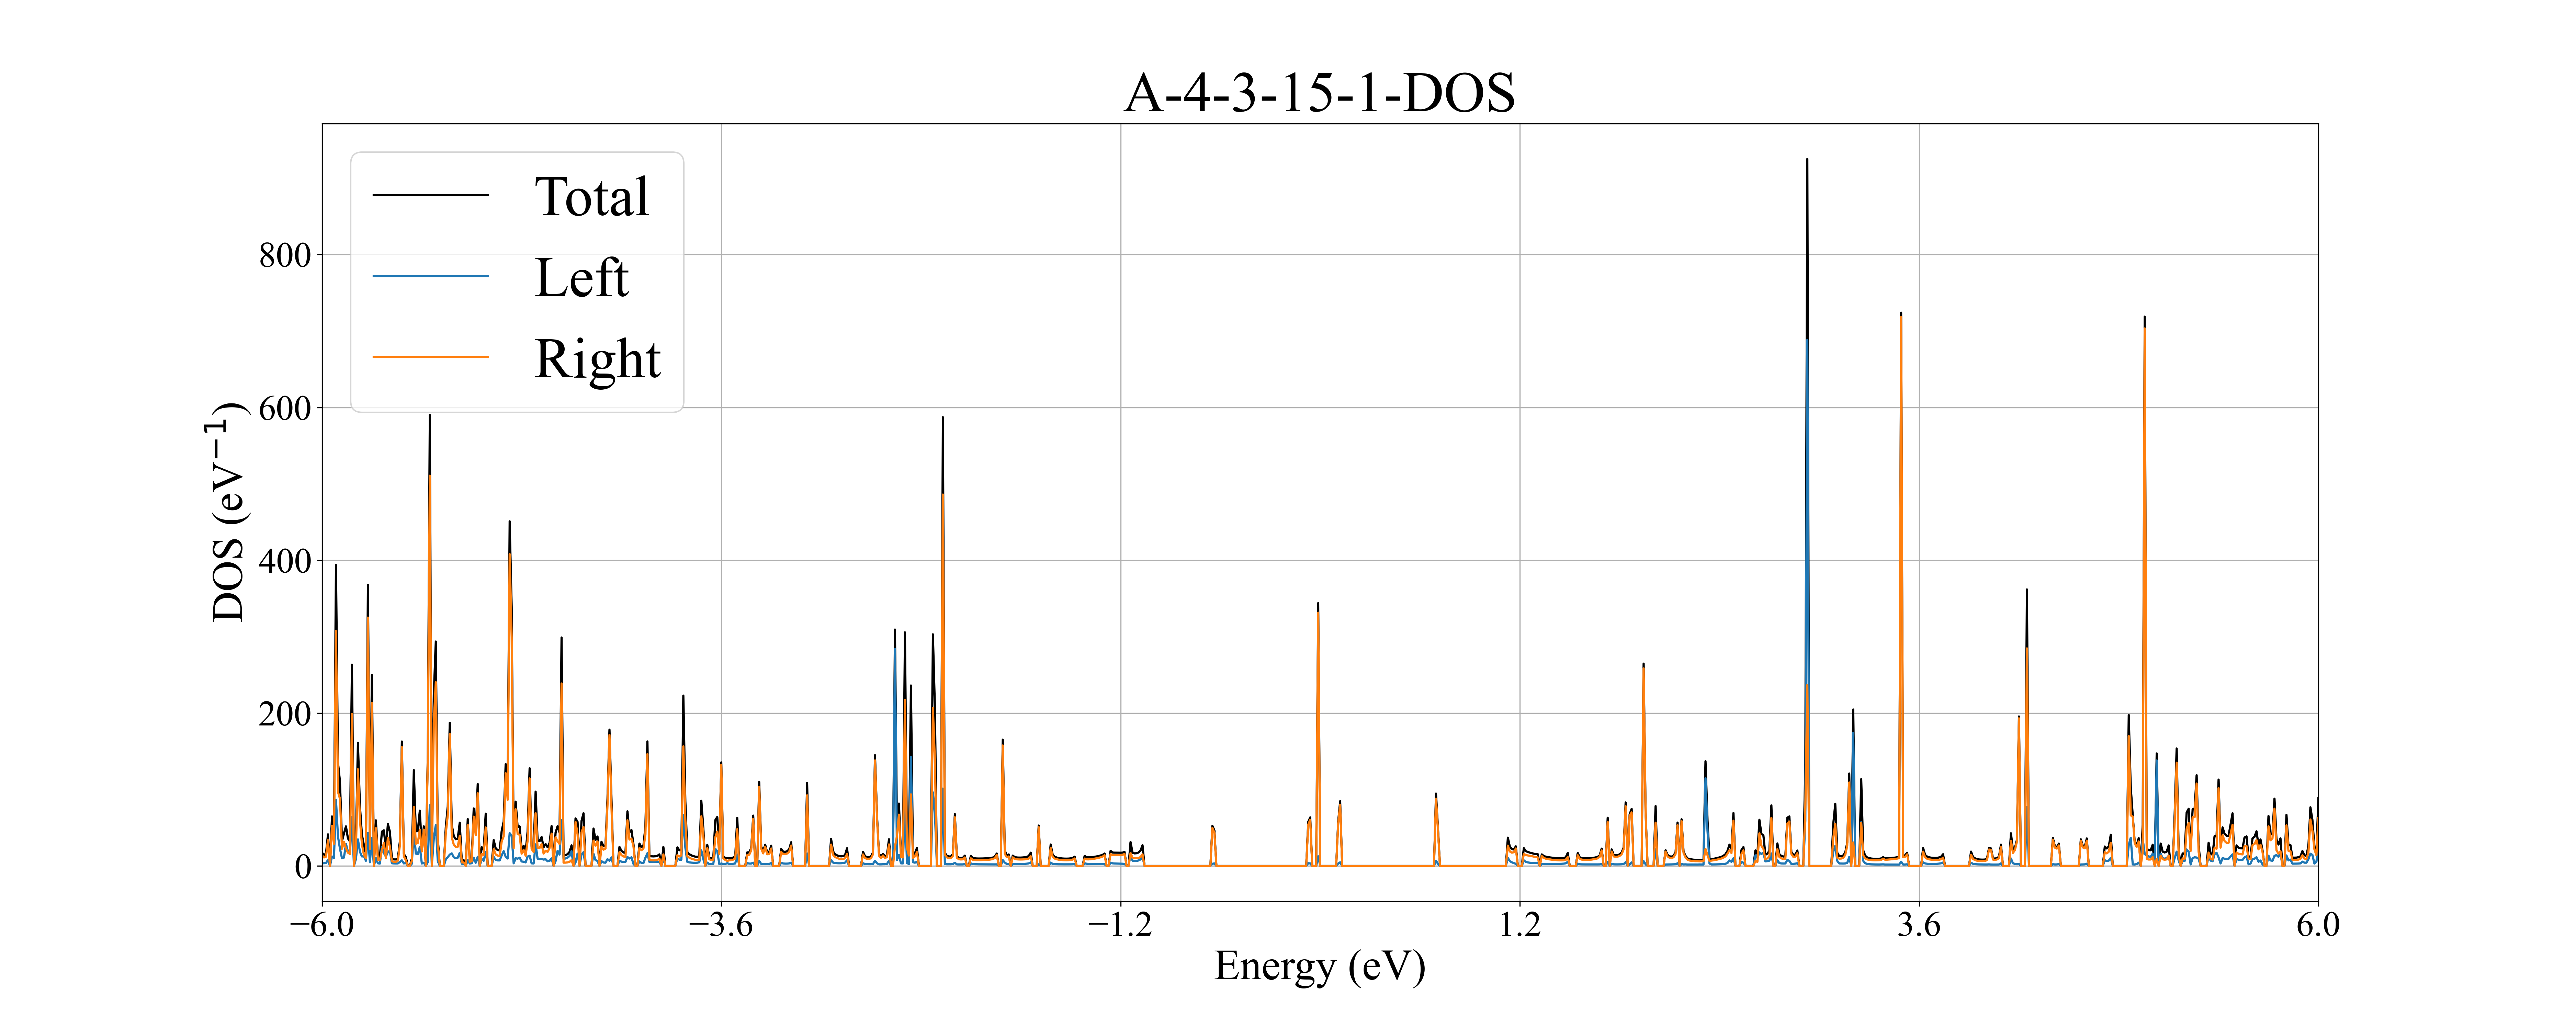 A-4-3-15-1-DOS
Total
Left
Right
DOS (eV⁻¹)
800
600
400
200
0
−6.0 −3.6 −1.2 1.2 3.6 6.0
Energy (eV)